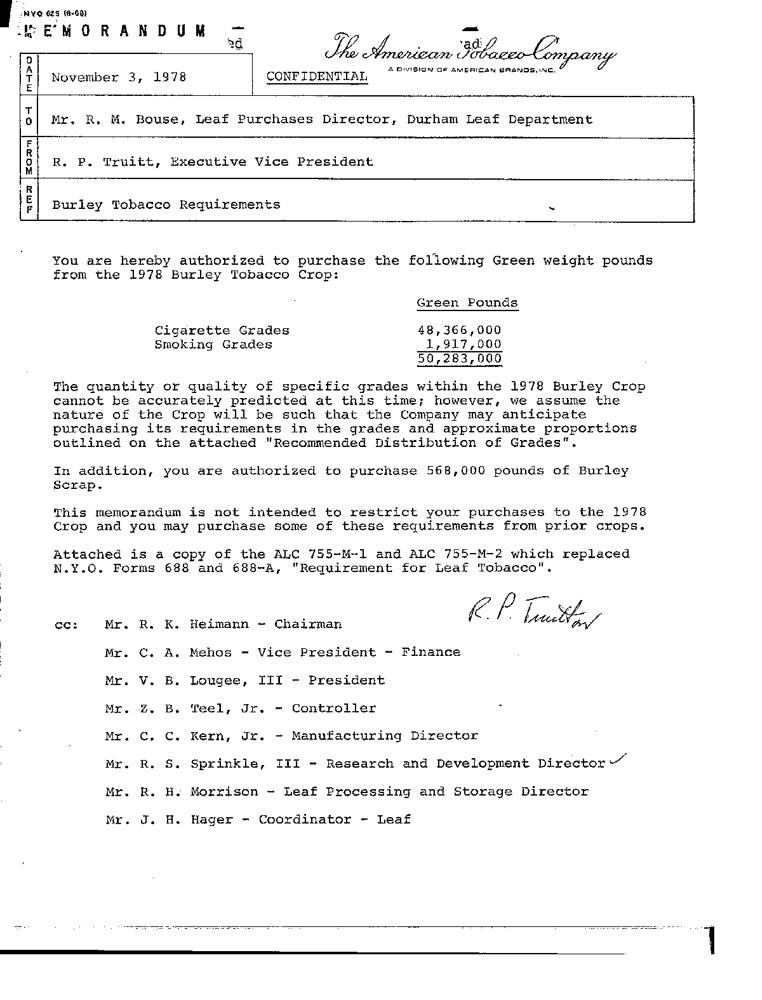 NYO 625 (8-60)
MEMORANDUM
The American Tobacco Company
A DIVISION OF AMERICAN BRANDS, INC.
DATE
November 3, 1978
CONFIDENTIAL
TO
Mr. R. M. Bouse, Leaf Purchases Director, Durham Leaf Department
FROM
R. P. Truitt, Executive Vice President
REF
Burley Tobacco Requirements
You are hereby authorized to purchase the following Green weight pounds
from the 1978 Burley Tobacco Crop:
Green Pounds
Cigarette Grades 48,366,000
Smoking Grades 1,917,000
50,283,000
The quantity or quality of specific grades within the 1978 Burley Crop
cannot be accurately predicted at this time; however, we assume the
nature of the Crop will be such that the Company may anticipate
purchasing its requirements in the grades and approximate proportions
outlined on the attached "Recommended Distribution of Grades".
In addition, you are authorized to purchase 568,000 pounds of Burley
Scrap.
This memorandum is not intended to restrict your purchases to the 1978
Crop and you may purchase some of these requirements from prior crops.
Attached is a copy of the ALC 755-M-1 and ALC 755-M-2 which replaced
N.Y.O. Forms 688 and 688-A, "Requirement for Leaf Tobacco".
R.P. Truitt
cc: Mr. R. K. Heimann - Chairman
Mr. C. A. Mehos - Vice President - Finance
Mr. V. B. Lougee, III - President
Mr. Z. B. Teel, Jr. - Controller
Mr. C. C. Kern, Jr. - Manufacturing Director
Mr. R. S. Sprinkle, III - Research and Development Director
Mr. R. H. Morrison - Leaf Processing and Storage Director
Mr. J. H. Hager - Coordinator - Leaf